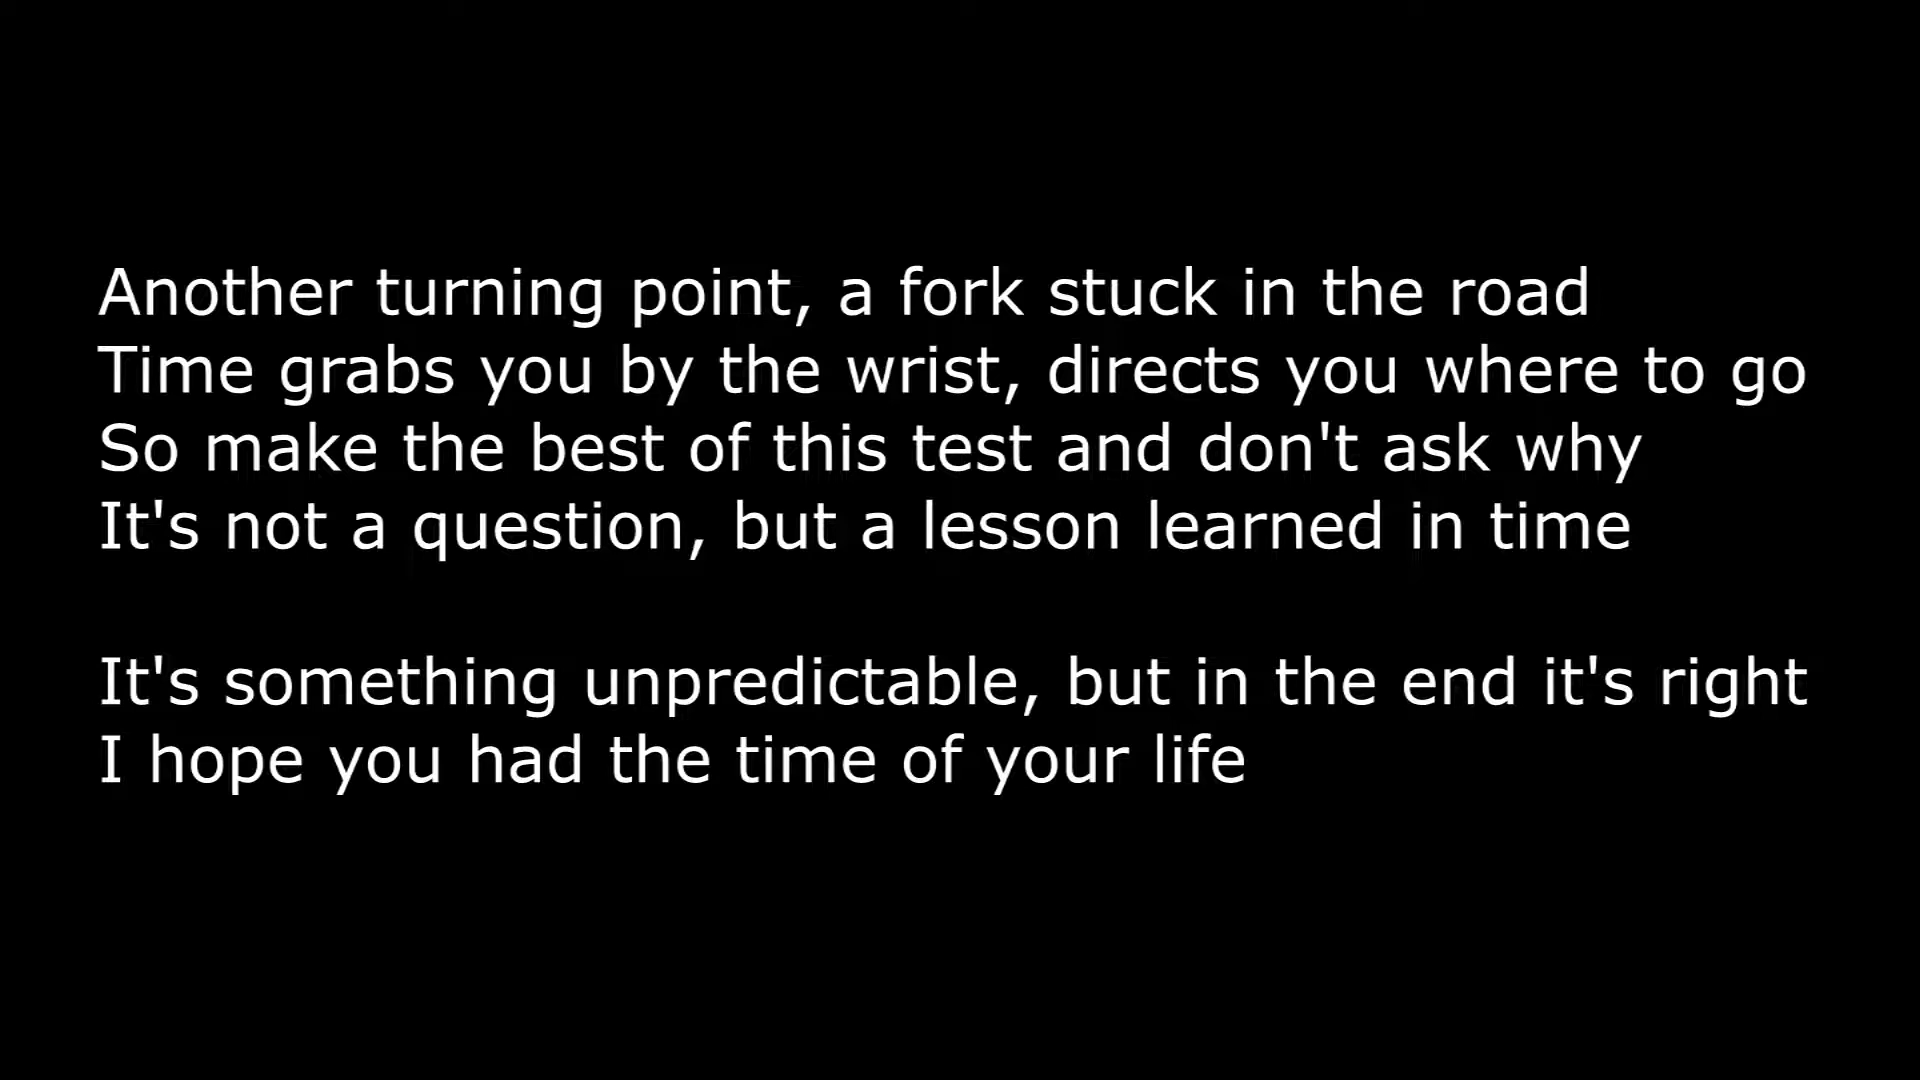 Another turning point, a fork stuck in the road
Time grabs you by the wrist, directs you where to go
So make the best of this test and don't ask why
It's not a question, but a lesson learned in time

It's something unpredictable, but in the end it's right
I hope you had the time of your life